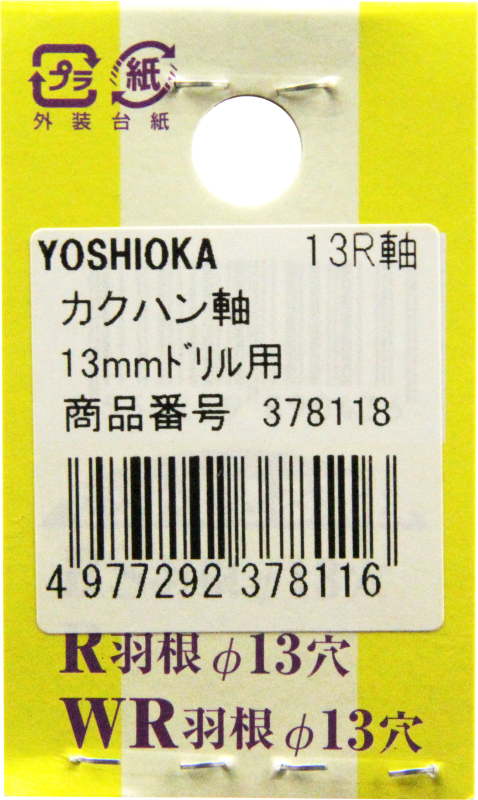 プラ 紙
外装 台紙
YOSHIOKA 13R軸
カクハン軸
13mmﾄﾞﾘﾙ用
商品番号 378118
4 977292 378116
R羽根φ13穴
WR羽根φ13穴